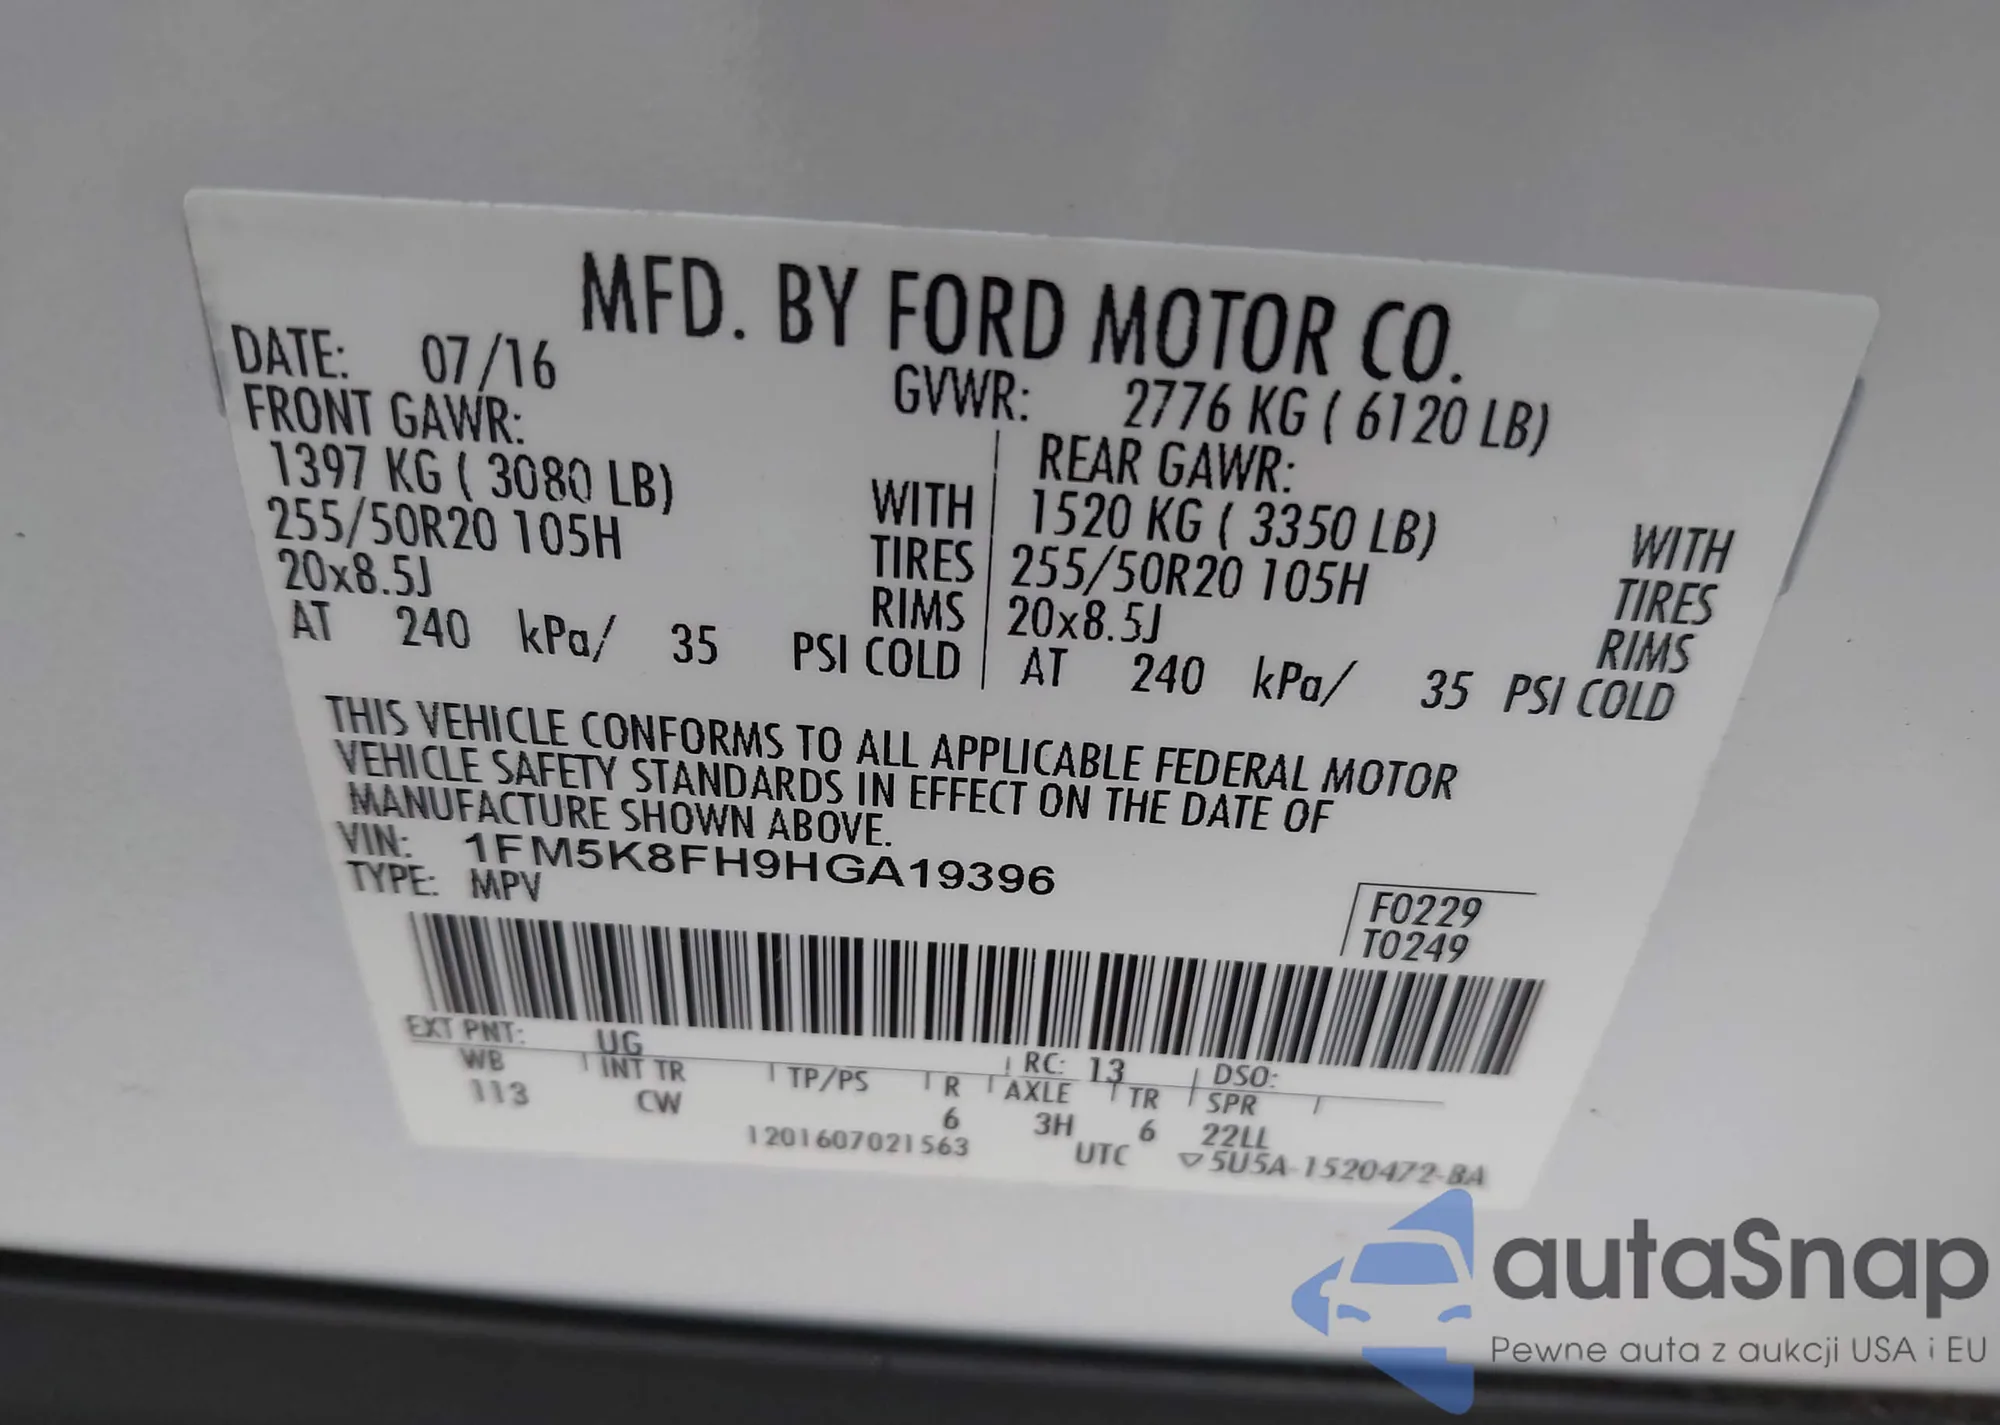 MFD. BY FORD MOTOR CO.
DATE: 07/16 GVWR: 2776 KG ( 6120 LB)
FRONT GAWR: REAR GAWR:
1397 KG ( 3080 LB) WITH 1520 KG ( 3350 LB) WITH
255/50R20 105H TIRES 255/50R20 105H TIRES
20x8.5J RIMS 20x8.5J RIMS
AT 240 kPa/ 35 PSI COLD AT 240 kPa/ 35 PSI COLD
THIS VEHICLE CONFORMS TO ALL APPLICABLE FEDERAL MOTOR
VEHICLE SAFETY STANDARDS IN EFFECT ON THE DATE OF
MANUFACTURE SHOWN ABOVE.
VIN: 1FM5K8FH9HGA19396
TYPE: MPV
F0229
T0249
EXT PNT: UG RC: 13 DSO:
WB INT TR TP/PS R AXLE TR SPR
113 CW 6 3H 6 22LL
1201607021563 UTC ▽5U5A-1520472-BA
autaSnap
Pewne auta z aukcji USA i EU